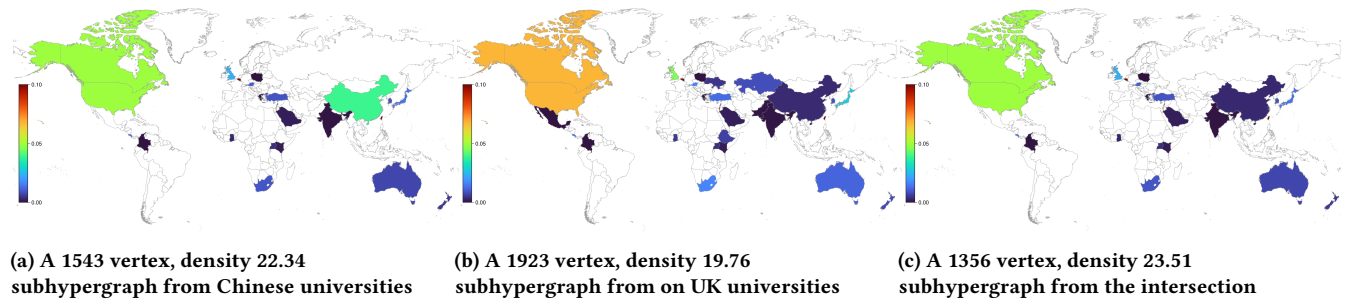 0.10
0.05
0.00
0.10
0.05
0.00
0.10
0.05
0.00
(a) A 1543 vertex, density 22.34
subhypergraph from Chinese universities
(b) A 1923 vertex, density 19.76
subhypergraph from on UK universities
(c) A 1356 vertex, density 23.51
subhypergraph from the intersection